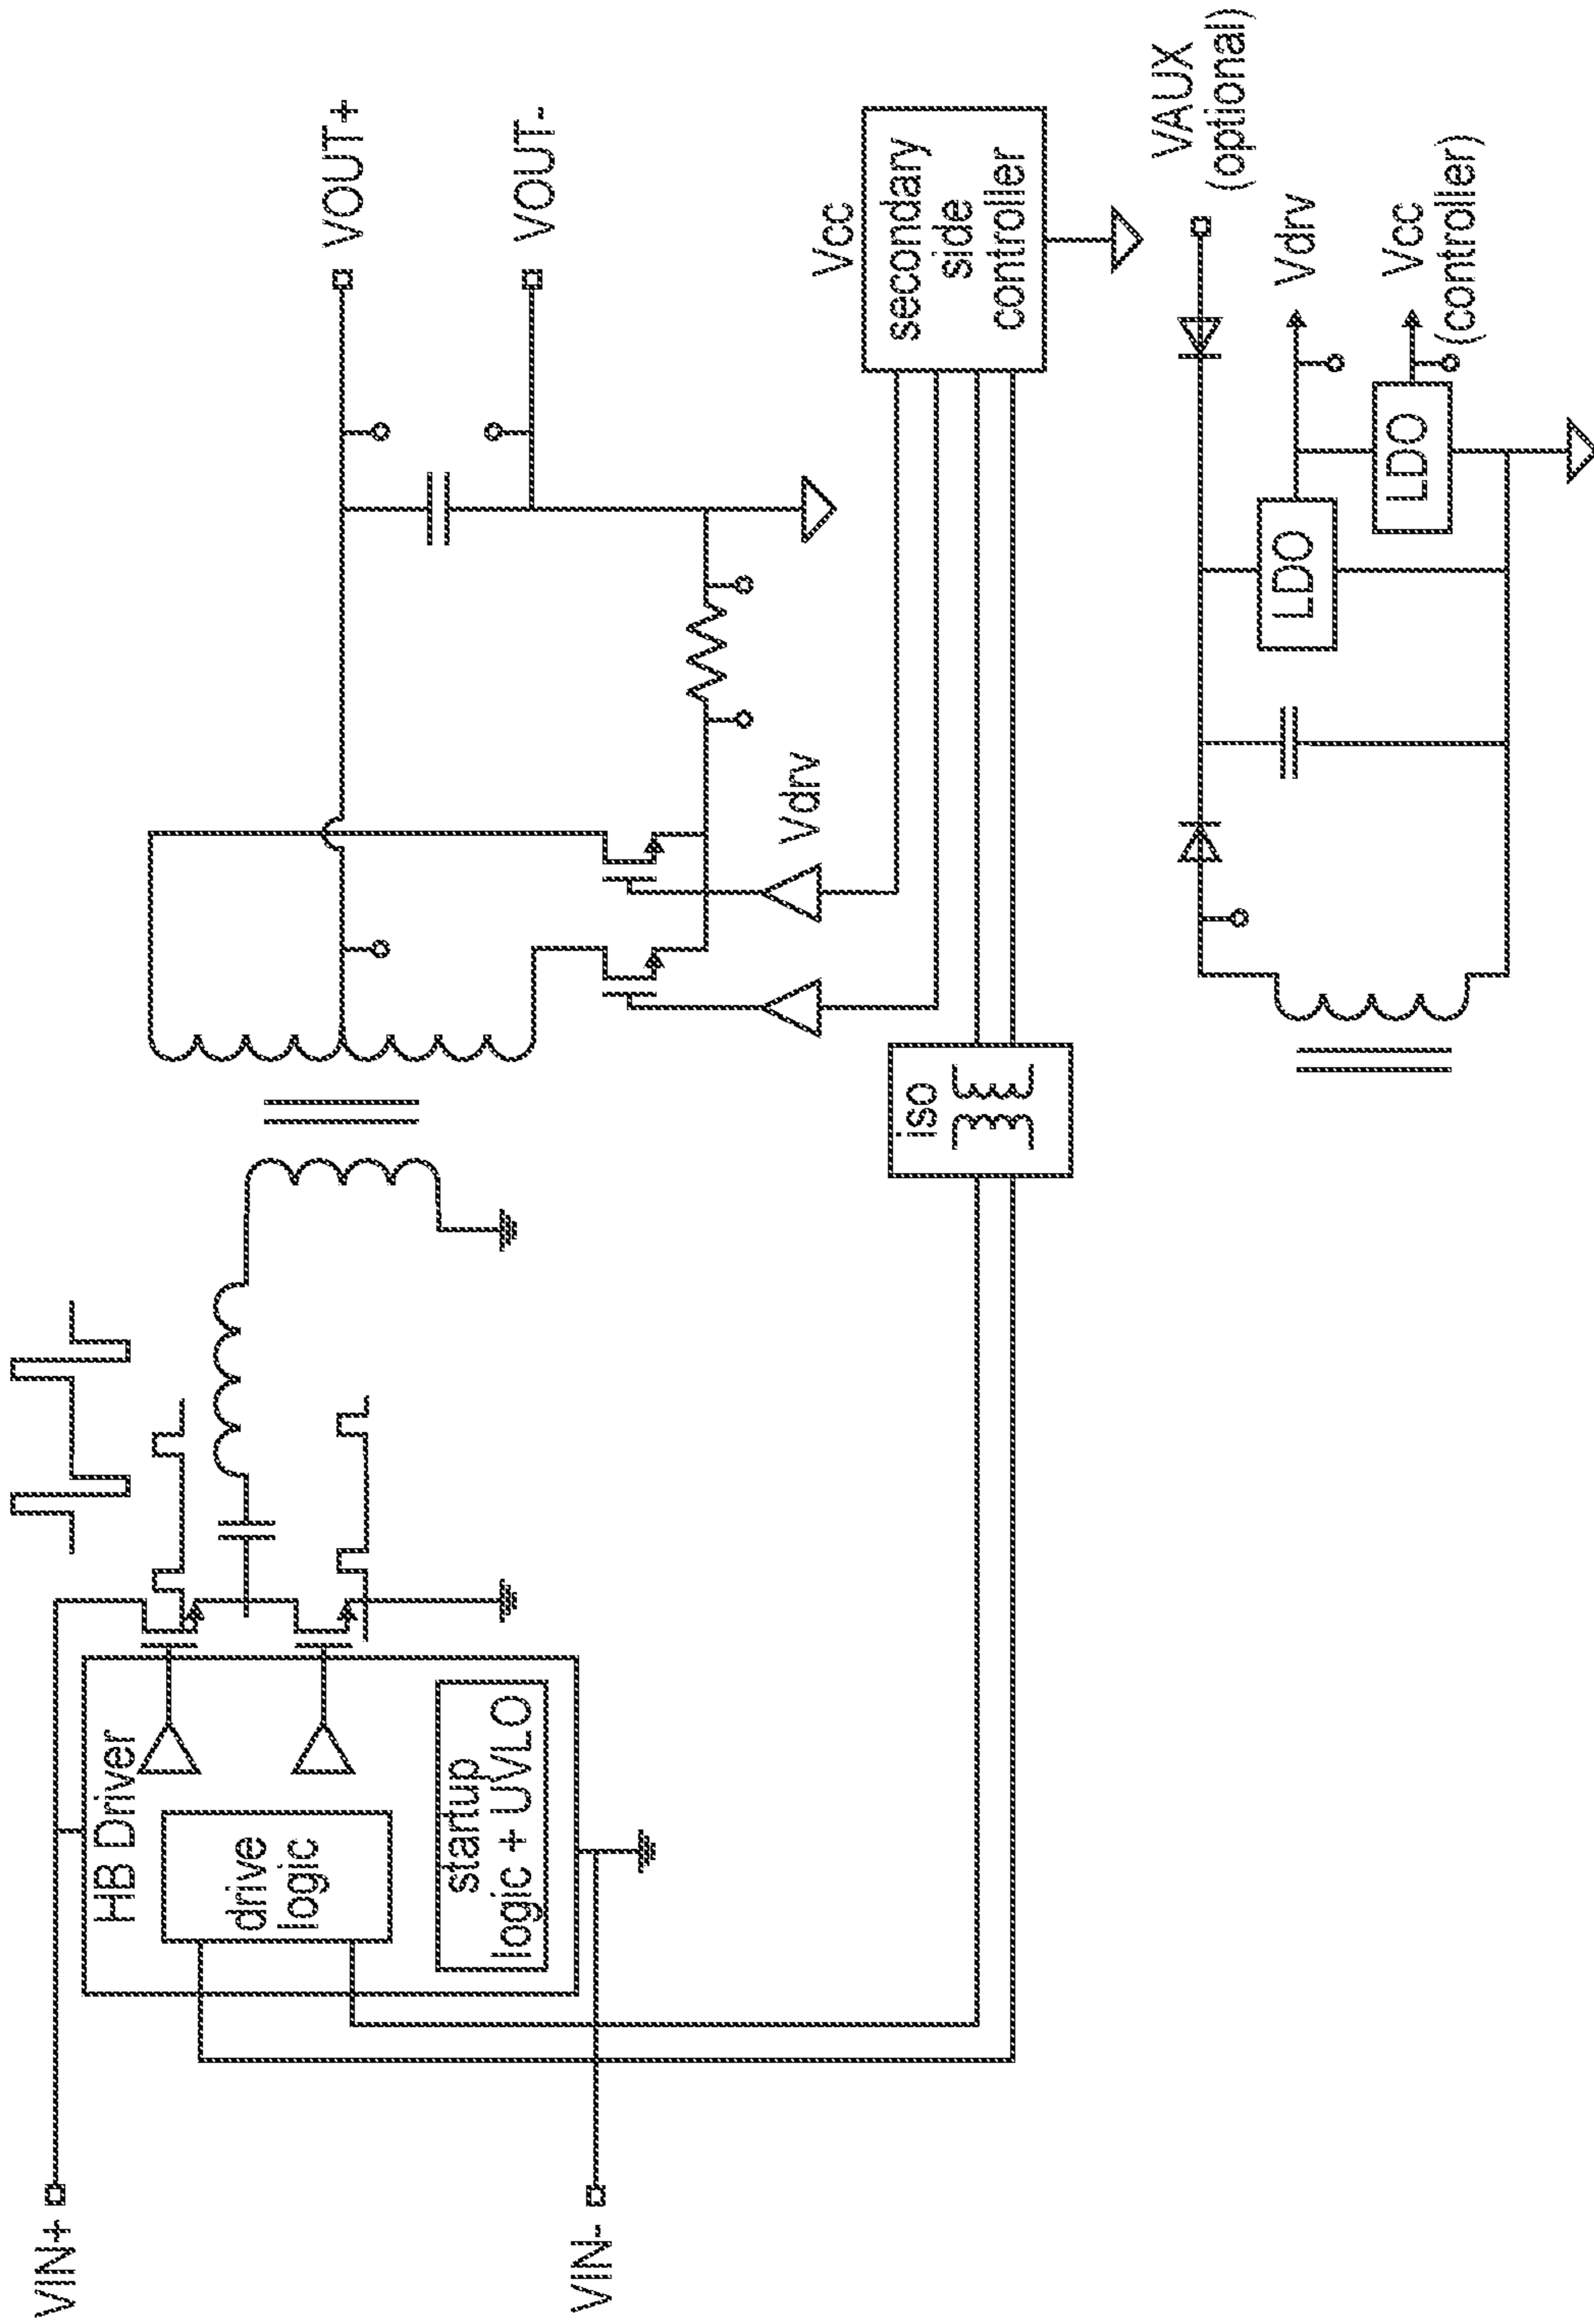 VIN+
VIN-
HB Driver
drive
logic
startup
logic + UVLO
iso
Vdrv
VOUT+
VOUT-
Vcc
secondary
side
controller
LDO
LDO
VAUX
(optional)
Vdrv
Vcc
(controller)